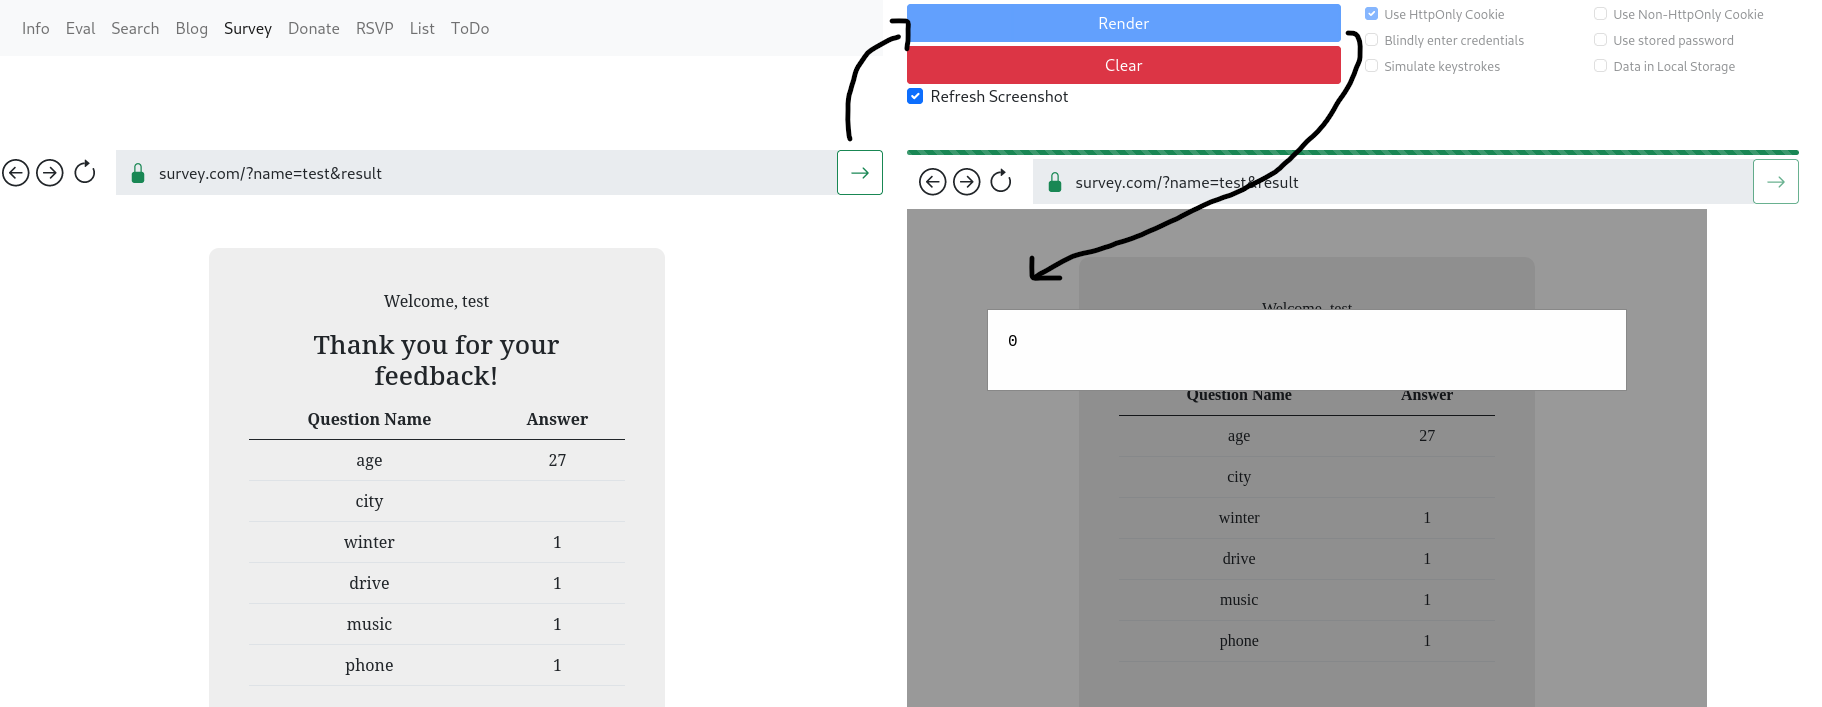 Info Eval Search Blog Survey Donate RSVP List ToDo
survey.com/?name=test&result
Welcome, test
Thank you for your
feedback!
Question Name Answer
age 27
city
winter 1
drive 1
music 1
phone 1
Render
Clear
Refresh Screenshot
Use HttpOnly Cookie Use Non-HttpOnly Cookie
Blindly enter credentials Use stored password
Simulate keystrokes Data in Local Storage
survey.com/?name=test&result
Welcome, test
0
Question Name Answer
age 27
city
winter 1
drive 1
music 1
phone 1